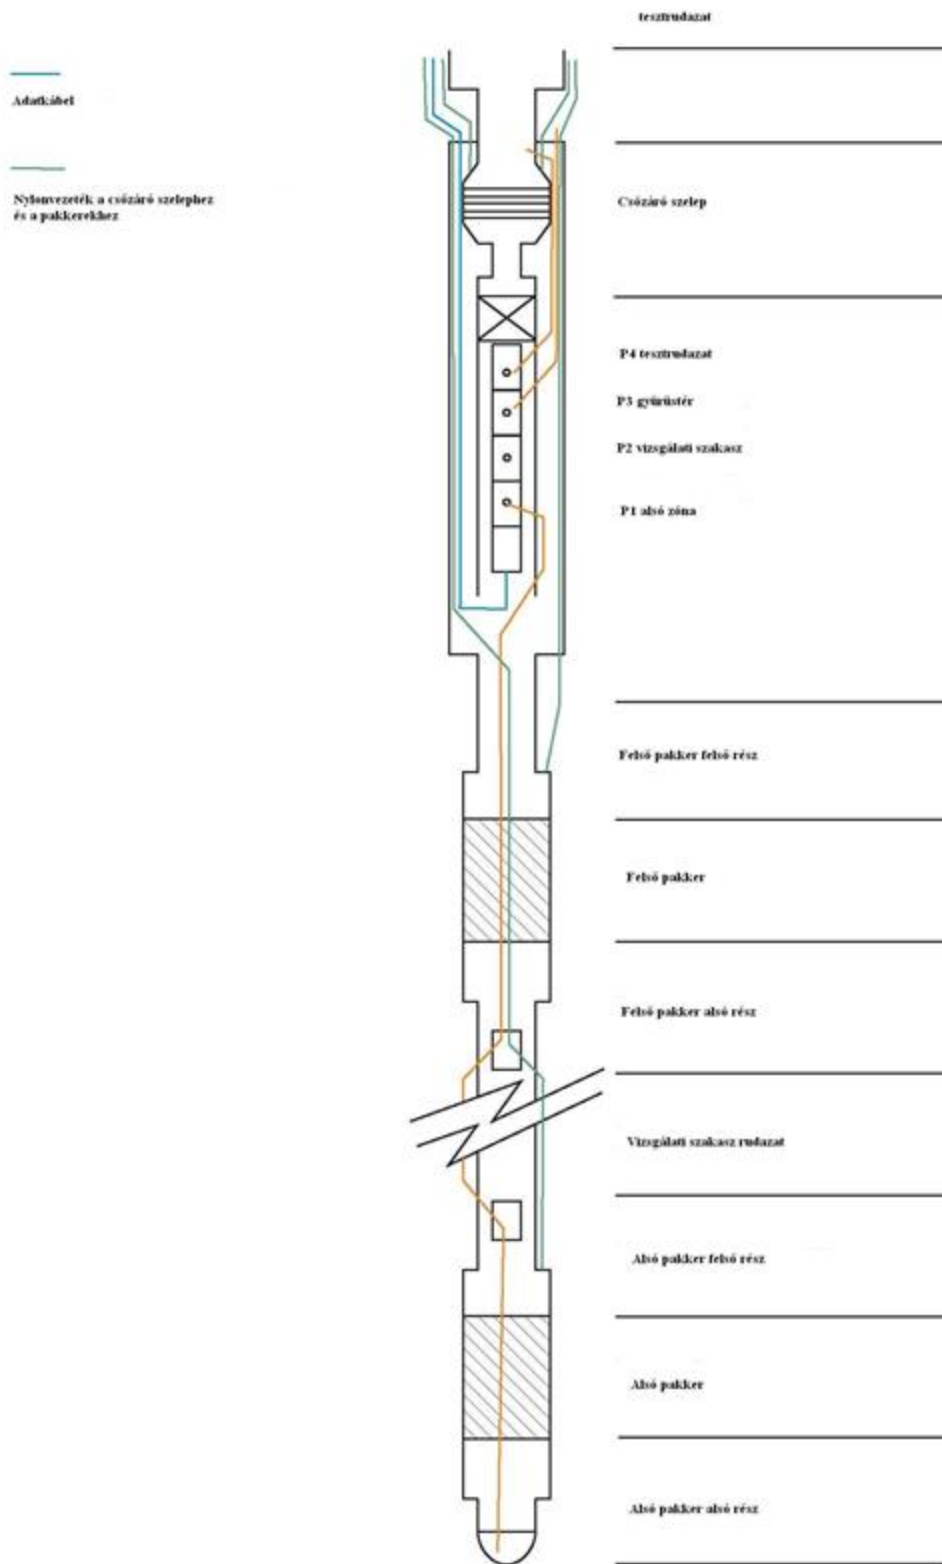 tesztrudazat
Adatkábel
Nylonvezeték a csőzáró szelephez
és a pakkerekhez
Csőzáró szelep
P4 tesztrudazat
P3 gyűrűstér
P2 vizsgálati szakasz
P1 alsó zóna
Felső pakker felső rész
Felső pakker
Felső pakker alsó rész
Vizsgálati szakasz rudazat
Alsó pakker felső rész
Alsó pakker
Alsó pakker alsó rész